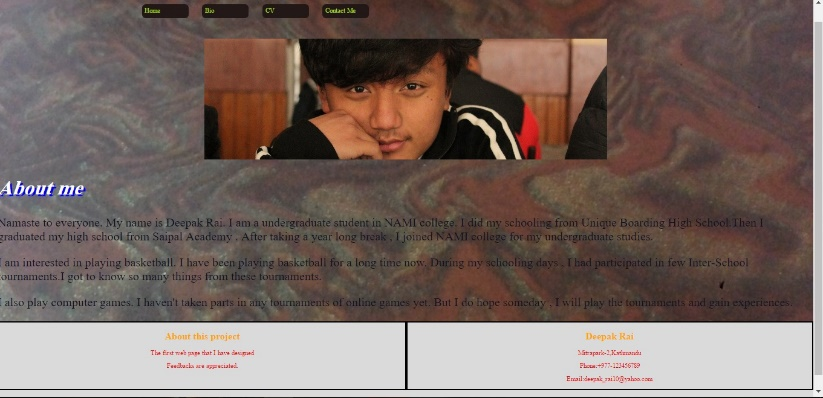 Home Bio CV Contact Me
About me
Namaste to everyone. My name is Deepak Rai. I am a undergraduate student in NAMI college. I did my schooling from Unique Boarding High School.Then I
graduated my high school from Saipal Academy . After taking a year long break , I joined NAMI college for my undergraduate studies.
I am interested in playing basketball. I have been playing basketball for a long time now. During my schooling days , I had participated in few Inter-School
tournaments.I got to know so many things from these tournaments.
I also play computer games. I haven't taken parts in any tournaments of online games yet. But I do hope someday , I will play the tournaments and gain experiences.
About this project
The first web page that I have designed
Feedbacks are appreciated.
Deepak Rai
Mitrapark-2,Kathmandu
Phone:+977-123456789
Email:deepak_rai10@yahoo.com